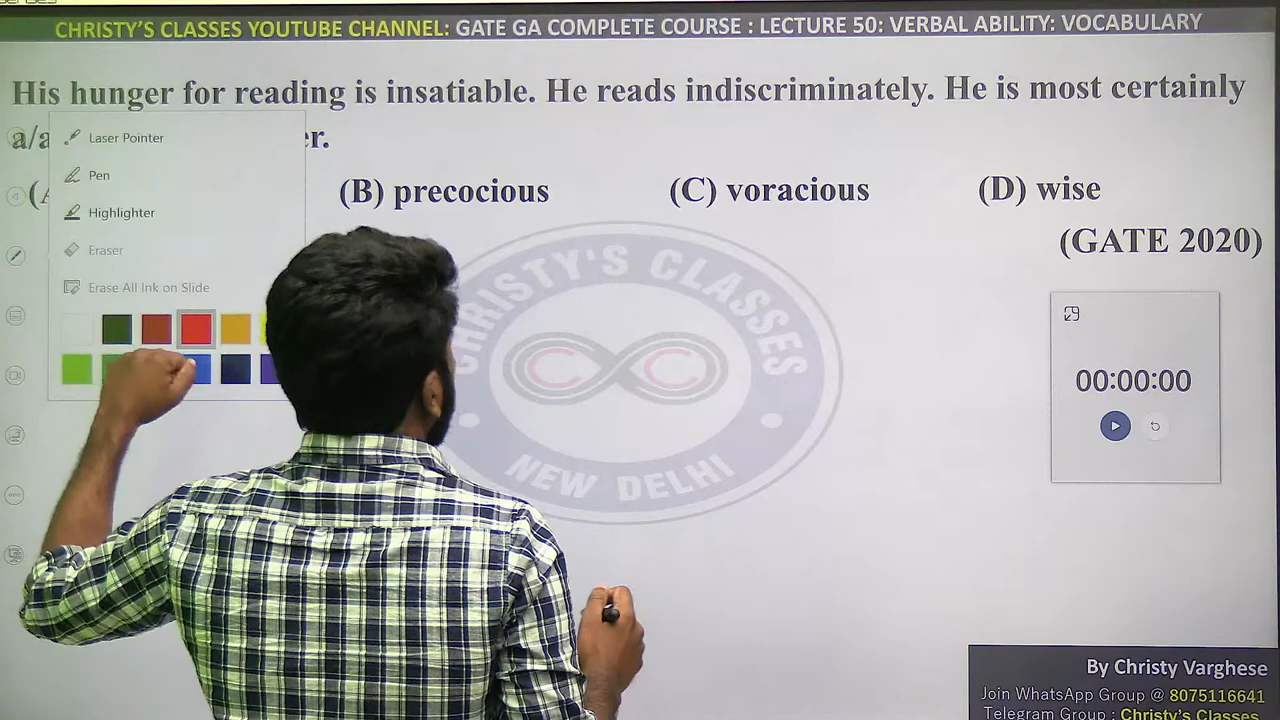 CHRISTY'S CLASSES YOUTUBE CHANNEL: GATE GA COMPLETE COURSE : LECTURE 50: VERBAL ABILITY: VOCABULARY
His hunger for reading is insatiable. He reads indiscriminately. He is most certainly
a/a r.
Laser Pointer
Pen
(B) precocious (C) voracious (D) wise
Highlighter
(GATE 2020)
Eraser
Erase All Ink on Slide
CHRISTY'S CLASSES
CC
NEW DELHI
00:00:00
By Christy Varghese
Join WhatsApp Group @ 8075116641
Telegram Group : Christy's Classes